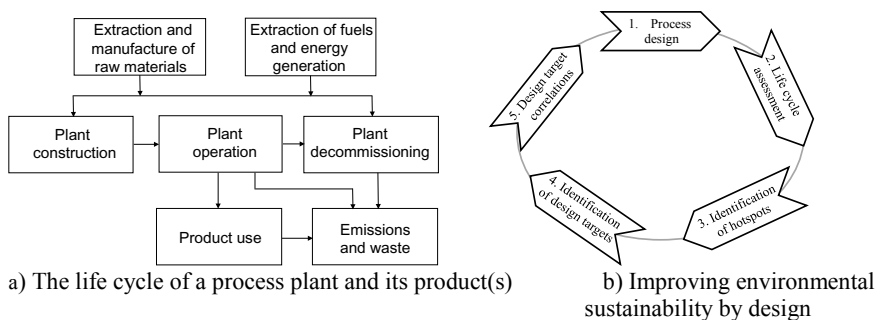 Extraction and
manufacture of
raw materials
Extraction of fuels
and energy
generation
Plant
construction
Plant
operation
Plant
decommissioning
Product use
Emissions
and waste
a) The life cycle of a process plant and its product(s)
1. Process
design
2. Life cycle
assessment
3. Identification
of hotspots
4. Identification
of design targets
5. Design target
correlations
b) Improving environmental
sustainability by design